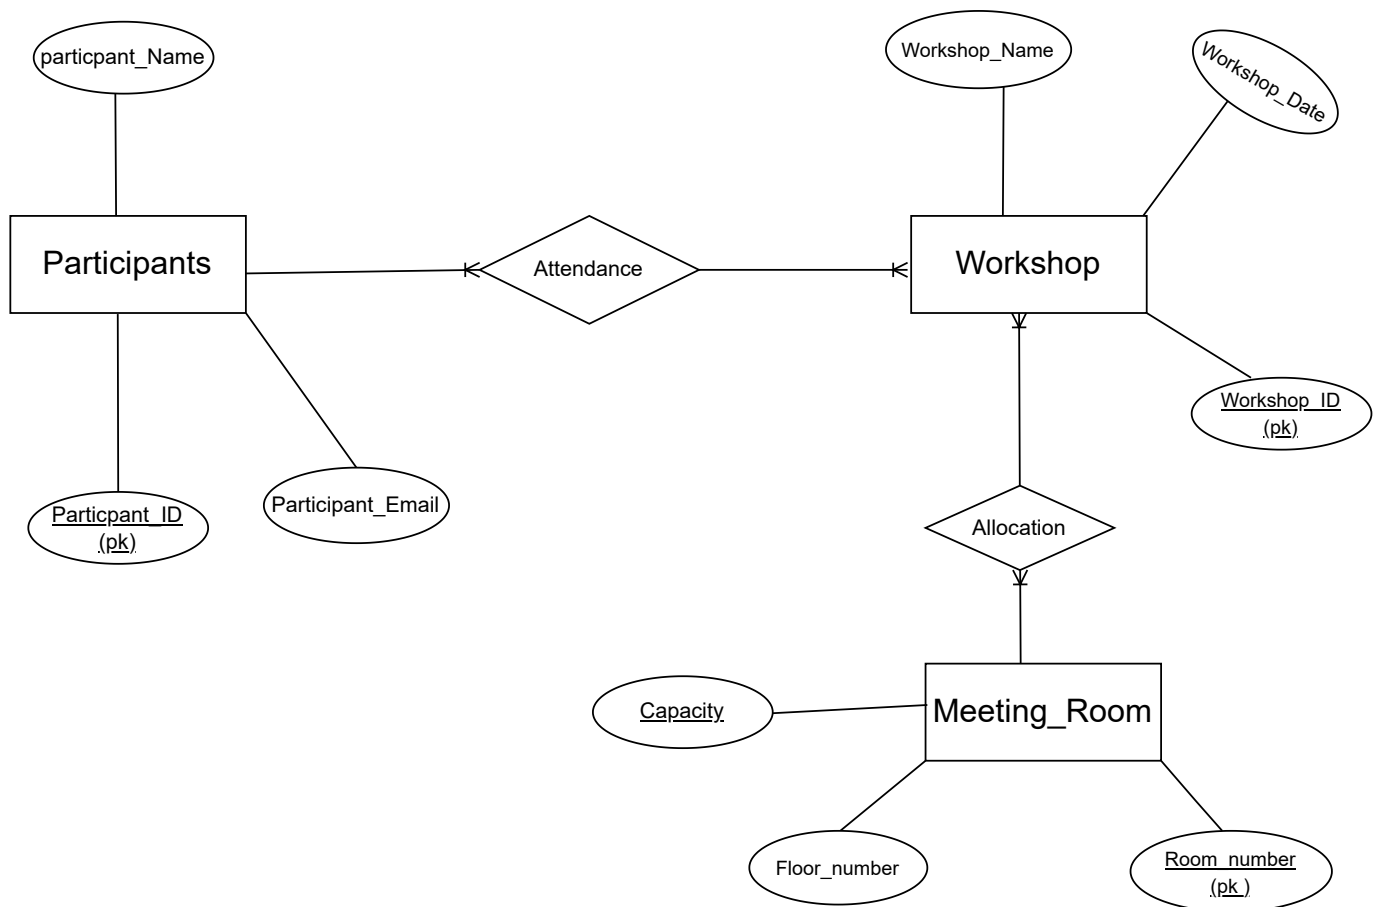 particpant_Name
Workshop_Name
Workshop_Date
Participants
Attendance
Workshop
Workshop_ID
(pk)
Particpant_ID
(pk)
Participant_Email
Allocation
Capacity
Meeting_Room
Floor_number
Room_number
(pk )